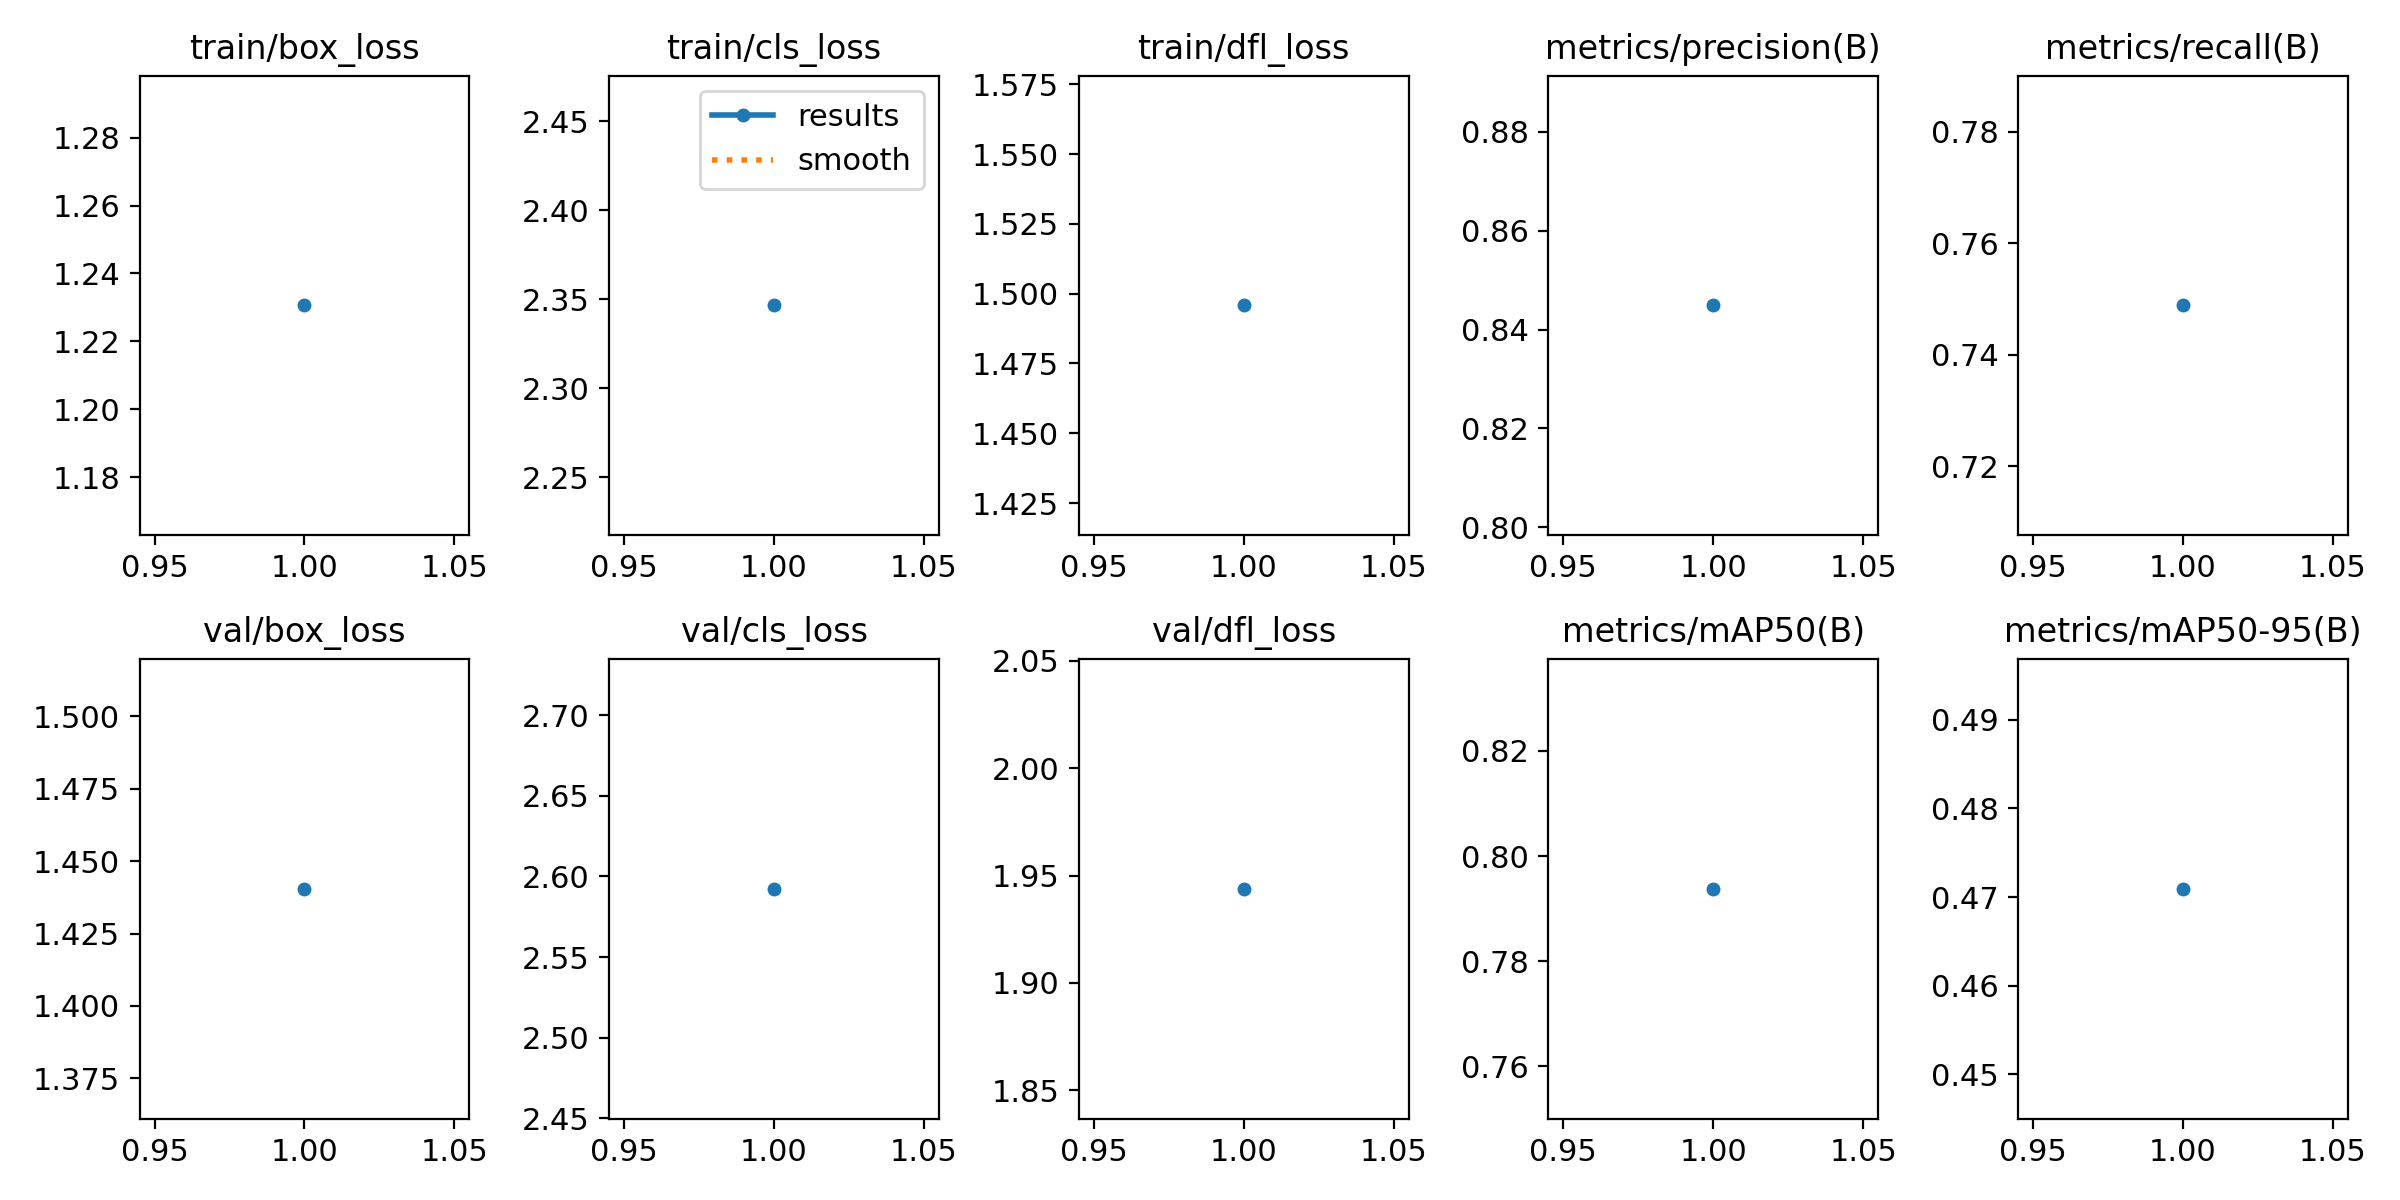 train/box_loss
1.28
1.26
1.24
1.22
1.20
1.18
0.95 1.00 1.05
train/cls_loss
results
smooth
2.45
2.40
2.35
2.30
2.25
0.95 1.00 1.05
train/dfl_loss
1.575
1.550
1.525
1.500
1.475
1.450
1.425
0.95 1.00 1.05
metrics/precision(B)
0.88
0.86
0.84
0.82
0.80
0.95 1.00 1.05
metrics/recall(B)
0.78
0.76
0.74
0.72
0.95 1.00 1.05
val/box_loss
1.500
1.475
1.450
1.425
1.400
1.375
0.95 1.00 1.05
val/cls_loss
2.70
2.65
2.60
2.55
2.50
2.45
0.95 1.00 1.05
val/dfl_loss
2.05
2.00
1.95
1.90
1.85
0.95 1.00 1.05
metrics/mAP50(B)
0.82
0.80
0.78
0.76
0.95 1.00 1.05
metrics/mAP50-95(B)
0.49
0.48
0.47
0.46
0.45
0.95 1.00 1.05